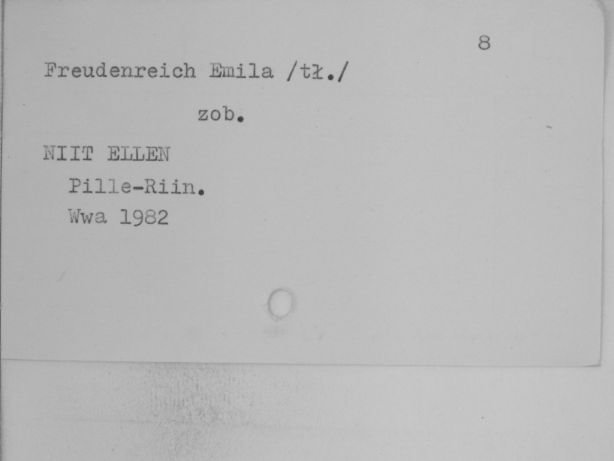 8
Freudenreich Emila /tł./
zob.
NIIT ELLEN
Pille-Riin.
Wwa 1982